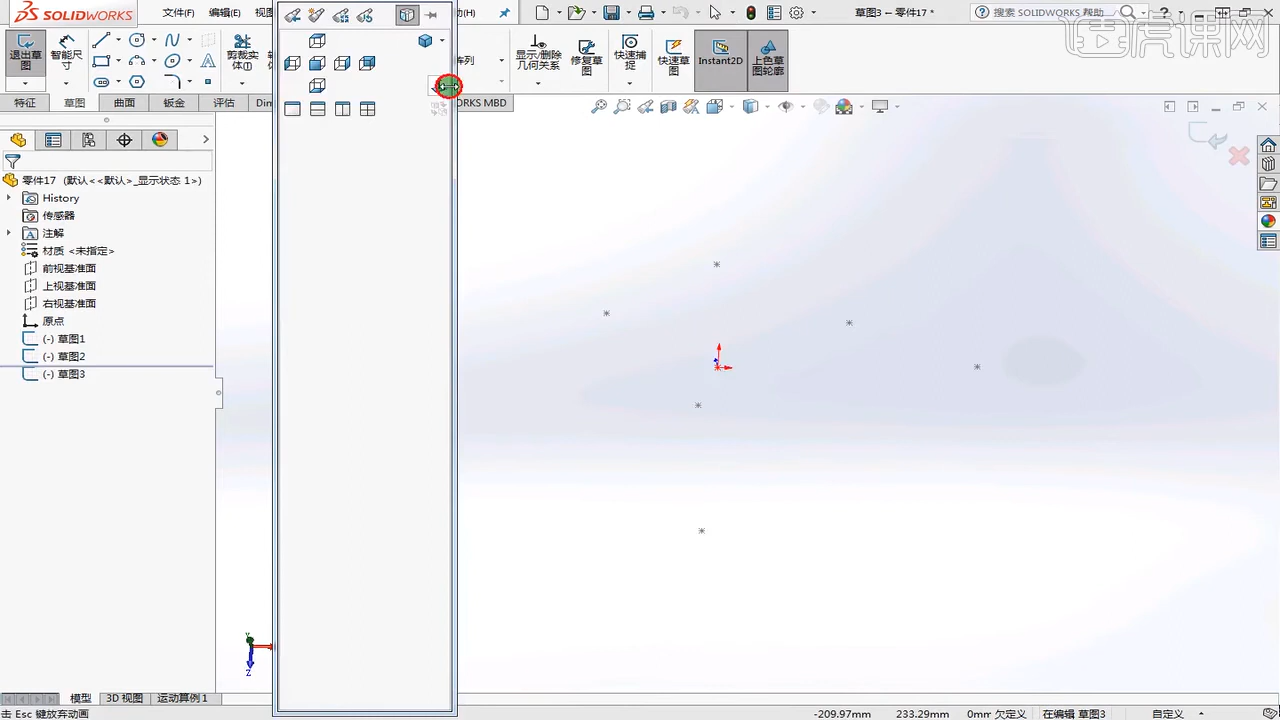 SOLIDWORKS
文件(F)
编辑(E)
视
(H)
草图3 ← 零件17 *
搜索 SOLIDWORKS 帮助
虎课网
退出草图
智能尺寸
剪裁实体(I)
阵列
显示/删除几何关系
修复草图
快速捕捉
快速草图
Instant2D
上色草图轮廓
特征
草图
曲面
钣金
评估
Dim
ORKS MBD
零件17 (默认<<默认>_显示状态 1>)
History
传感器
注解
材质 <未指定>
前视基准面
上视基准面
右视基准面
原点
(-) 草图1
(-) 草图2
(-) 草图3
Y
Z
模型
3D 视图
运动算例 1
击 Esc 键放弃动画
-209.97mm
233.29mm
0mm 欠定义
在编辑 草图3
自定义